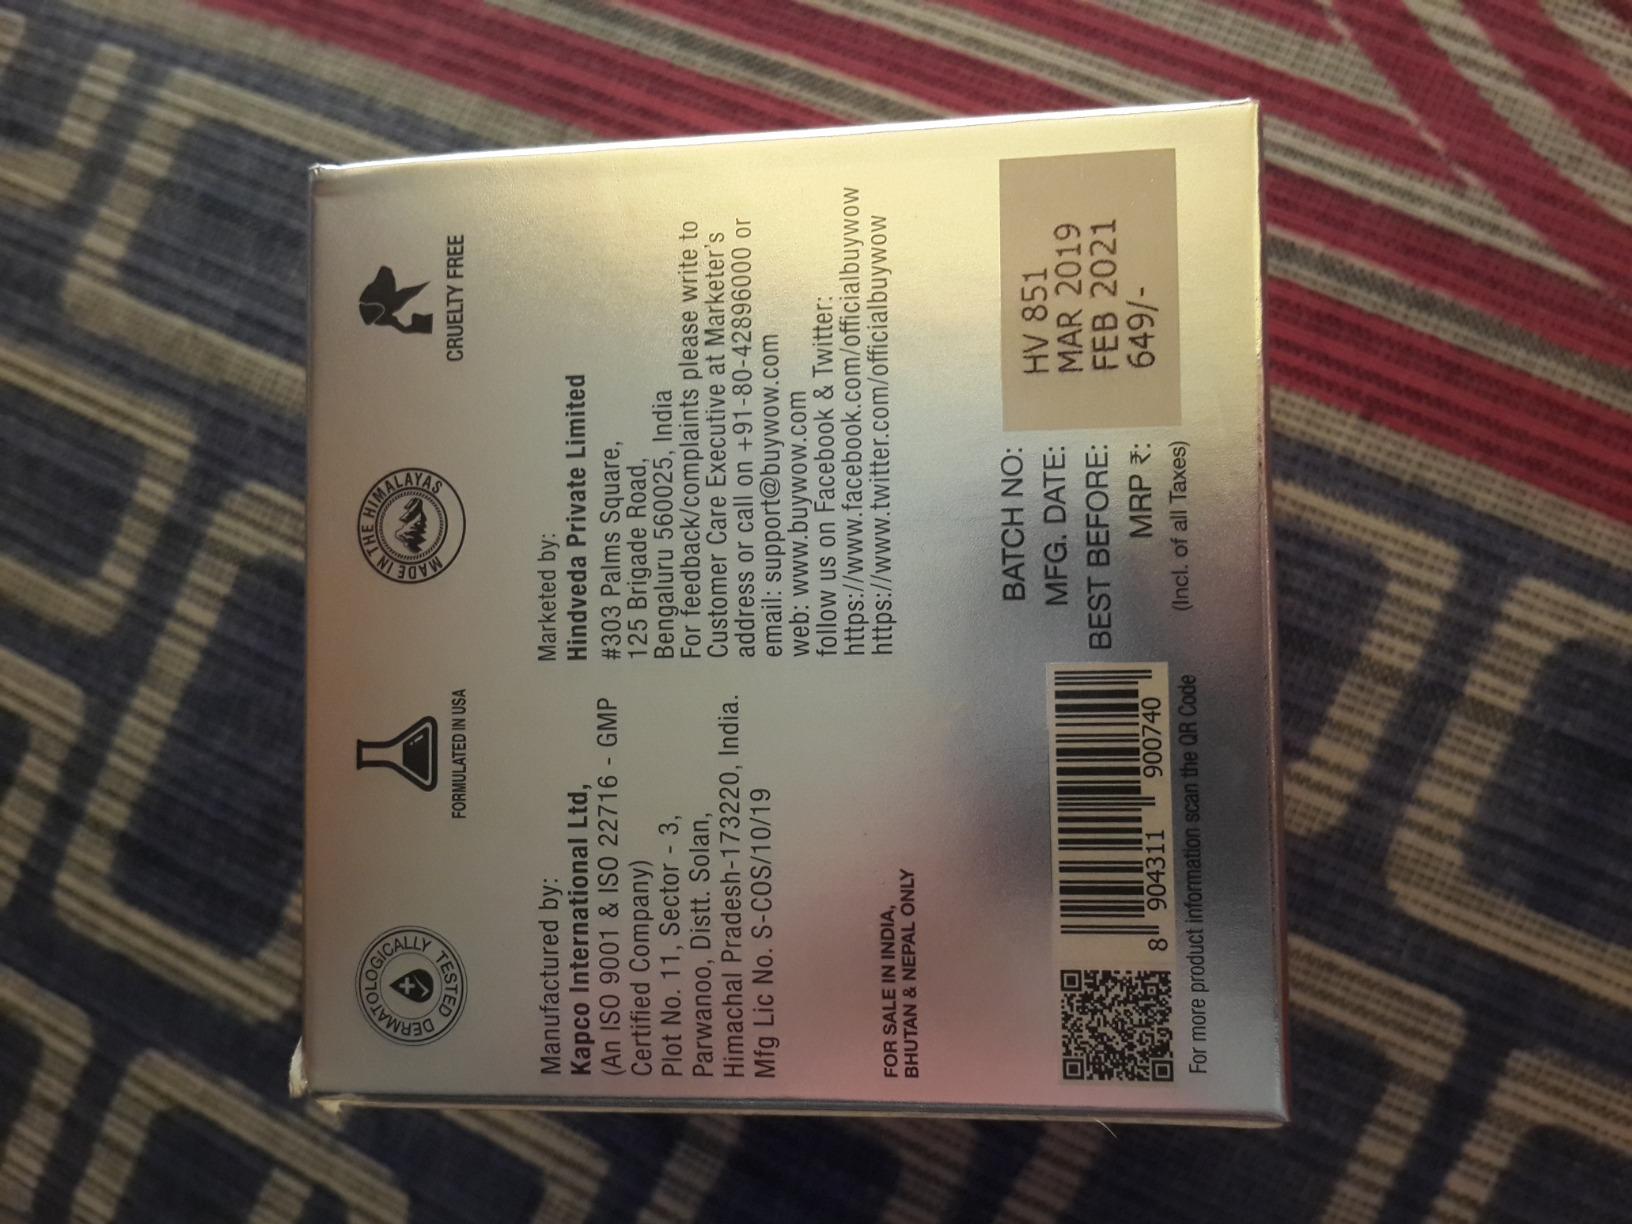 DERMATOLOGICALLY TESTED
FORMULATED IN USA
MADE IN THE HIMALAYAS
CRUELTY FREE
Manufactured by:
Kapco International Ltd,
(An ISO 9001 & ISO 22716 - GMP
Certified Company)
Plot No. 11, Sector - 3,
Parwanoo, Distt. Solan,
Himachal Pradesh-173220, India.
Mfg Lic No. S-COS/10/19
FOR SALE IN INDIA,
BHUTAN & NEPAL ONLY
Marketed by:
Hindveda Private Limited
#303 Palms Square,
125 Brigade Road,
Bengaluru 560025, India
For feedback/complaints please write to
Customer Care Executive at Marketer's
address or call on +91-80-42896000 or
email: support@buywow.com
web: www.buywow.com
follow us on Facebook & Twitter:
https://www.facebook.com/officialbuywow
https://www.twitter.com/officialbuywow
8 904311 900740
For more product information scan the QR Code
BATCH NO: HV 851
MFG. DATE: MAR 2019
BEST BEFORE: FEB 2021
MRP ₹: 649/-
(Incl. of all Taxes)